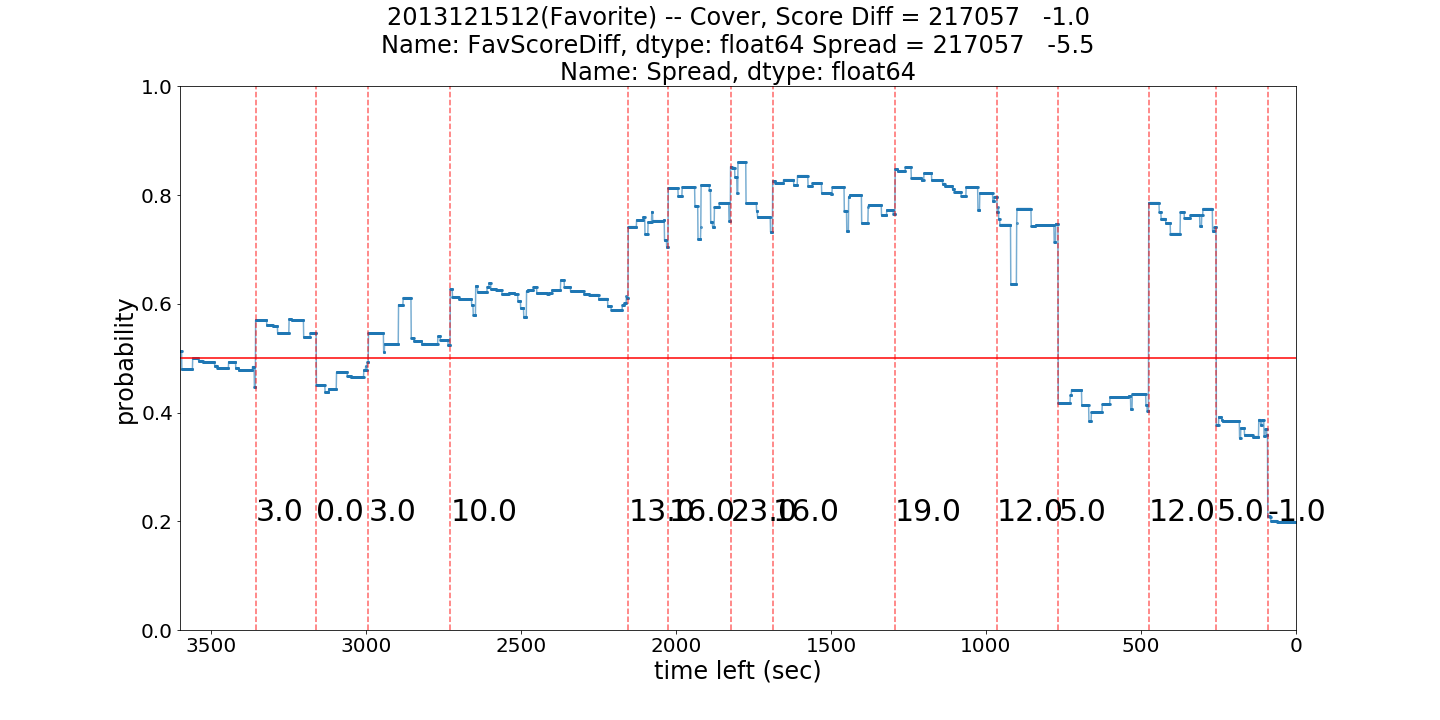 2013121512(Favorite) -- Cover, Score Diff = 217057   -1.0
Name: FavScoreDiff, dtype: float64 Spread = 217057   -5.5
Name: Spread, dtype: float64
1.0
0.8
0.6
0.4
0.2
0.0
probability
3.0 0.0 3.0 10.0 13.0 16.0 23.0 16.0 19.0 12.0 5.0 12.0 5.0 -1.0
3500 3000 2500 2000 1500 1000 500 0
time left (sec)